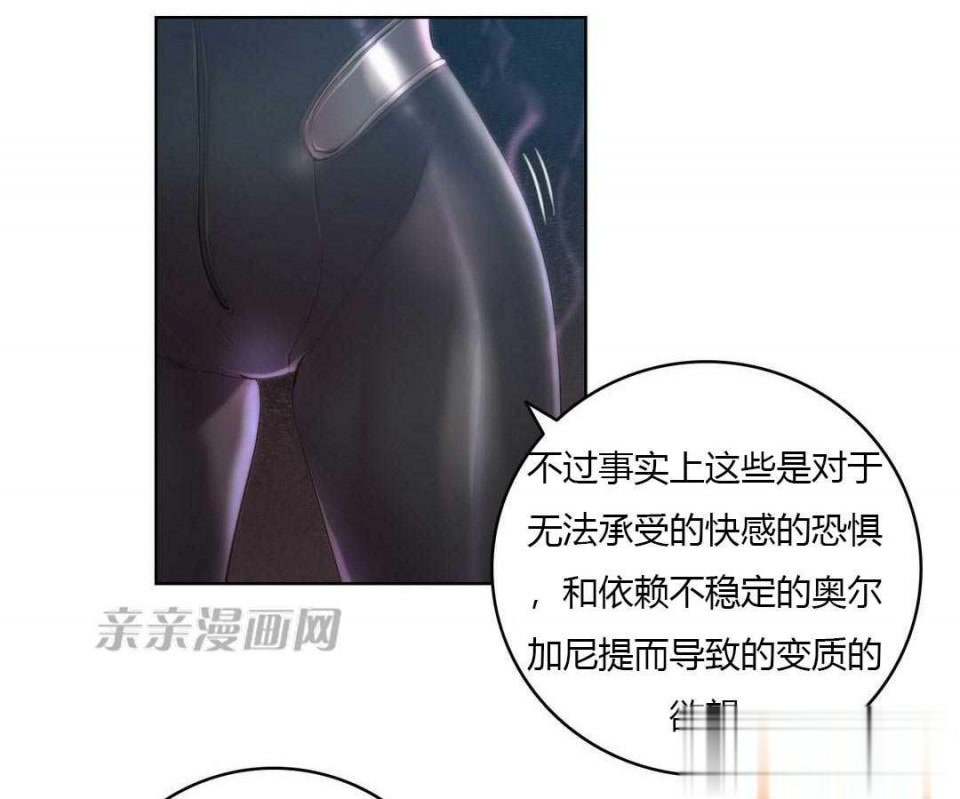 不过事实上这些是对于
无法承受的快感的恐惧
，和依赖不稳定的奥尔
加尼提而导致的变质的
欲望
亲亲漫画网